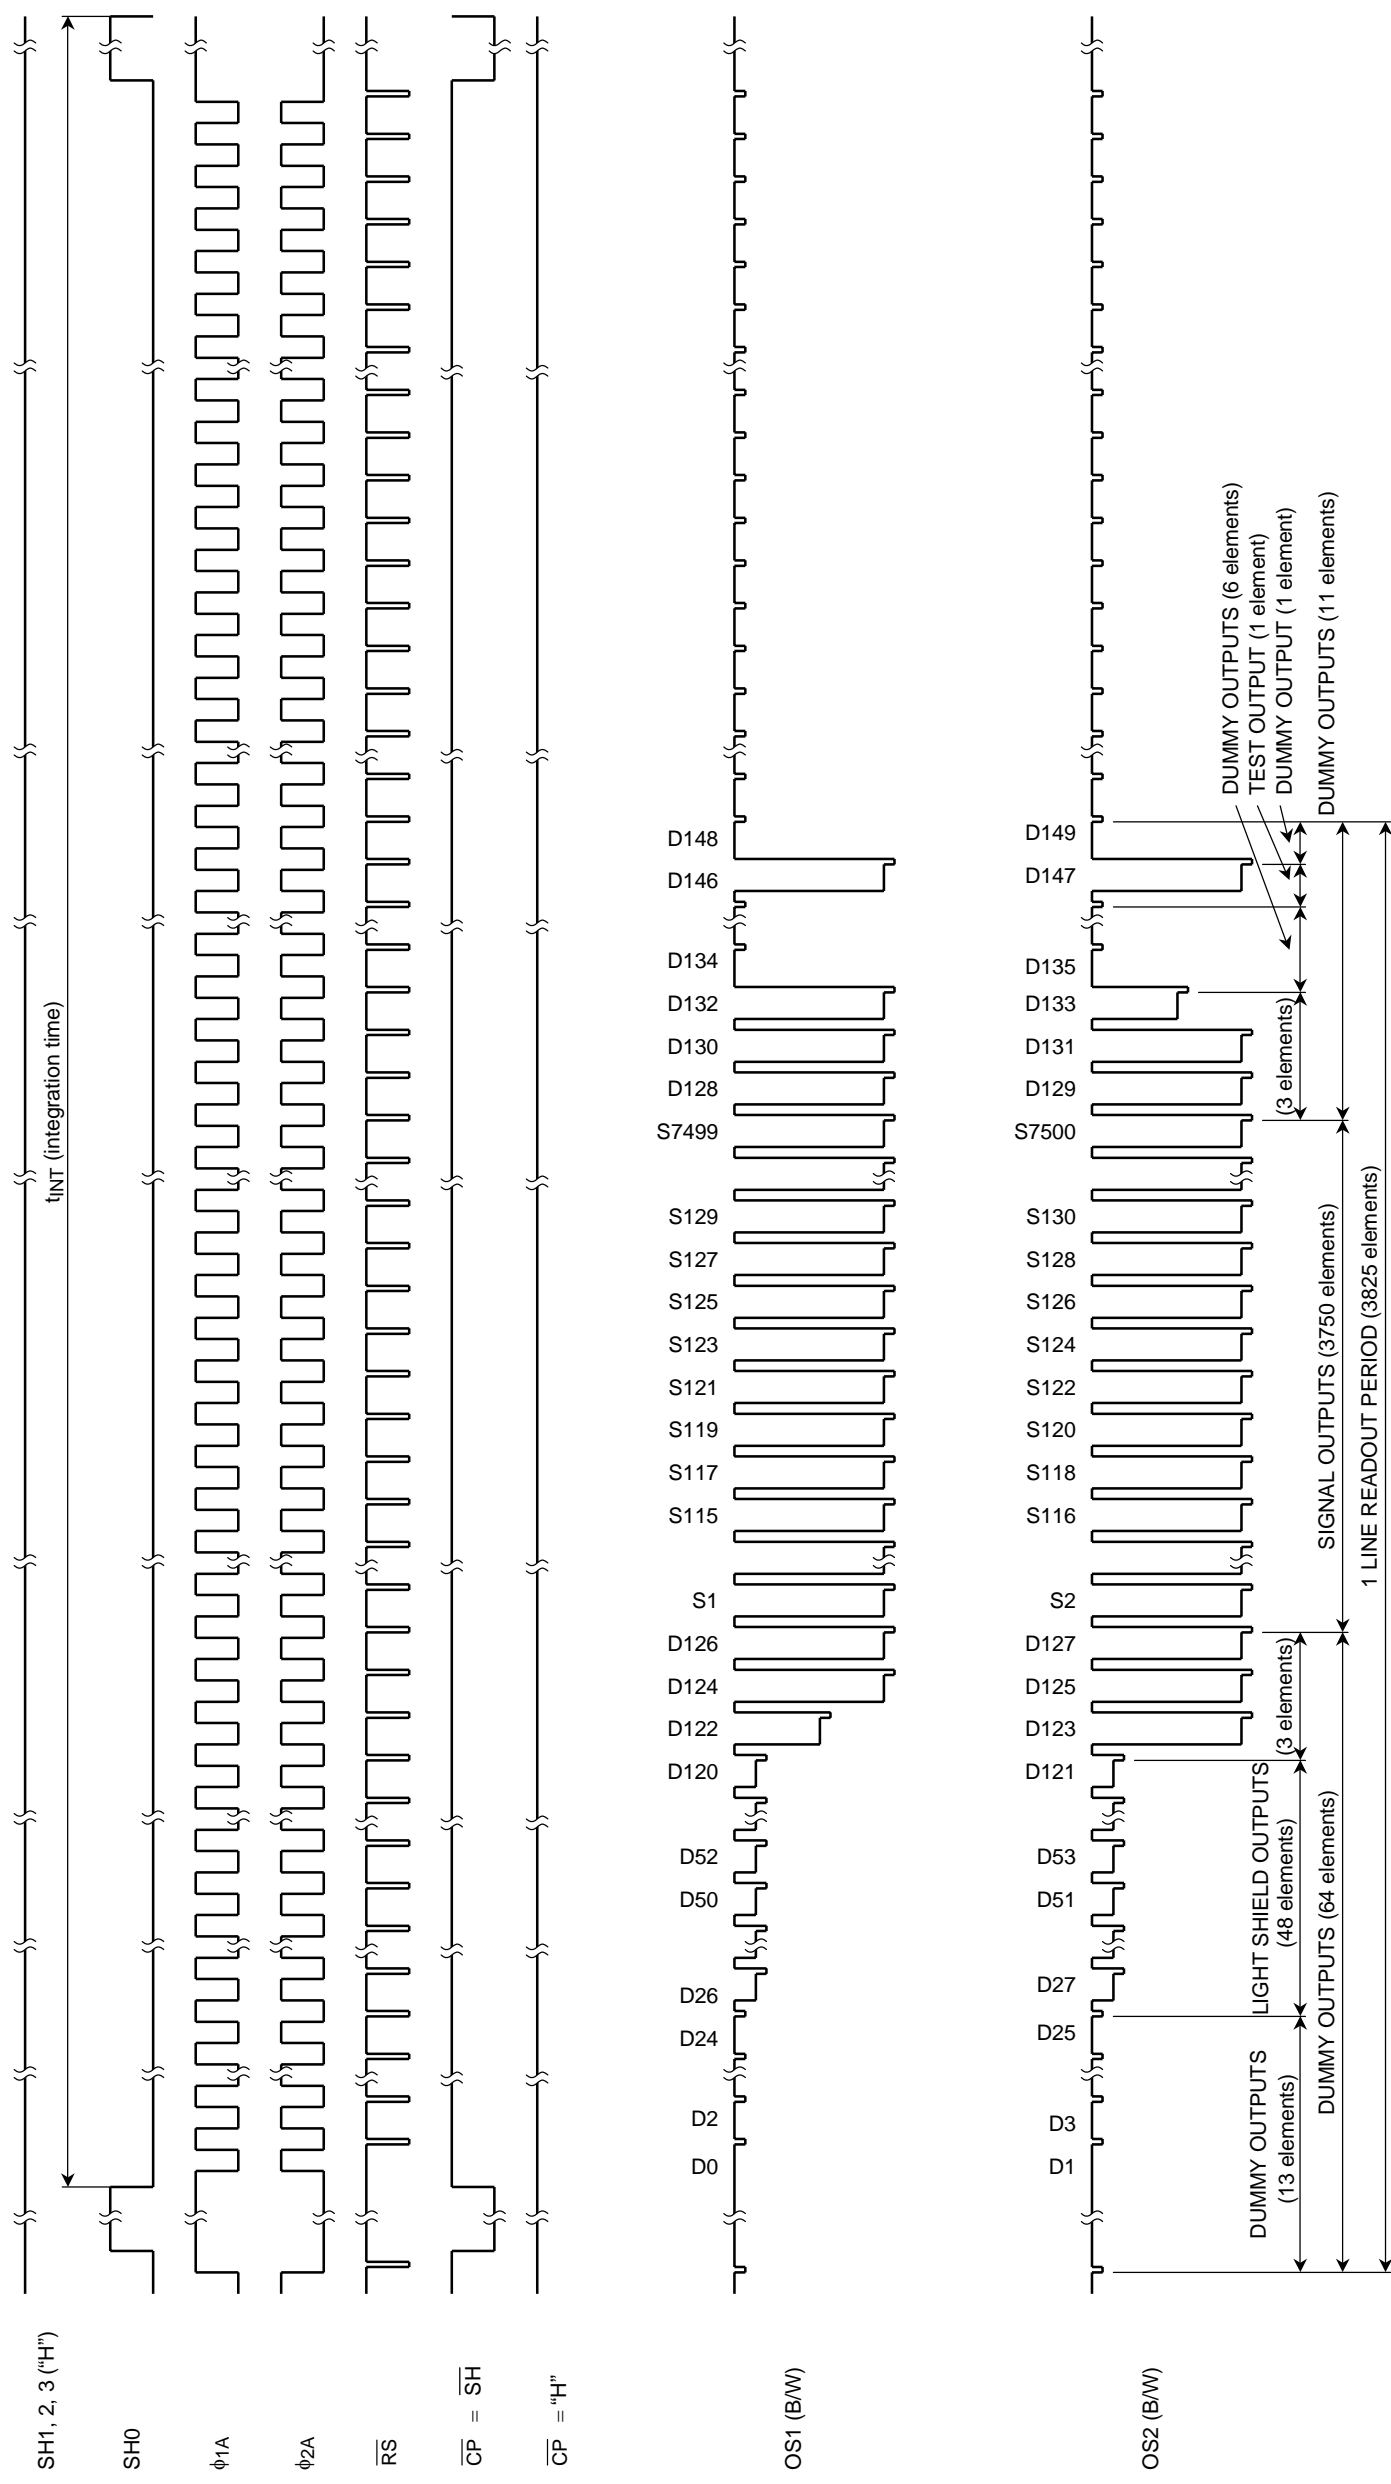 SH1, 2, 3 (“H”)
tINT (integration time)
SH0
ϕ1A
ϕ2A
RS
CP = SH
CP = “H”
OS1 (B/W)
D0
D2
D24
D26
D50
D52
D120
D122
D124
D126
S1
S115
S117
S119
S121
S123
S125
S127
S129
S7499
D128
D130
D132
D134
D146
D148
OS2 (B/W)
D1
D3
D25
D27
D51
D53
D121
D123
D125
D127
S2
S116
S118
S120
S122
S124
S126
S128
S130
S7500
D129
D131
D133
D135
D147
D149
DUMMY OUTPUTS
(13 elements)
LIGHT SHIELD OUTPUTS
(48 elements)
(3 elements)
(3 elements)
DUMMY OUTPUTS (6 elements)
TEST OUTPUT (1 element)
DUMMY OUTPUT (1 element)
DUMMY OUTPUTS (64 elements)
SIGNAL OUTPUTS (3750 elements)
DUMMY OUTPUTS (11 elements)
1 LINE READOUT PERIOD (3825 elements)